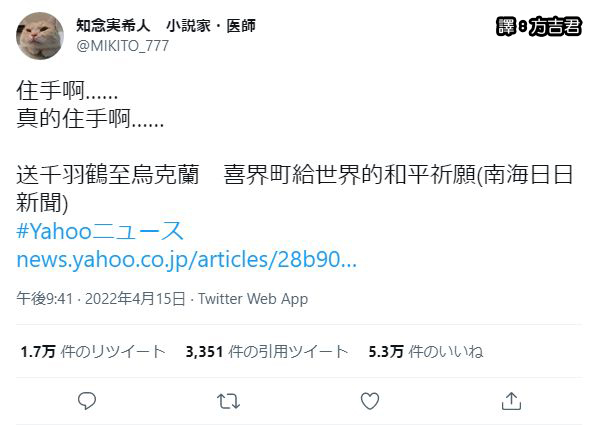 知念実希人　小説家・医師
譯8方吉君
@MIKITO_777
住手啊......
真的住手啊......
送千羽鶴至烏克蘭　喜界町給世界的和平祈願(南海日日
新聞)
#Yahooニュース
news.yahoo.co.jp/articles/28b90...
午後9:41 · 2022年4月15日 · Twitter Web App
1.7万 件のリツイート 3,351 件の引用ツイート 5.3万 件のいいね